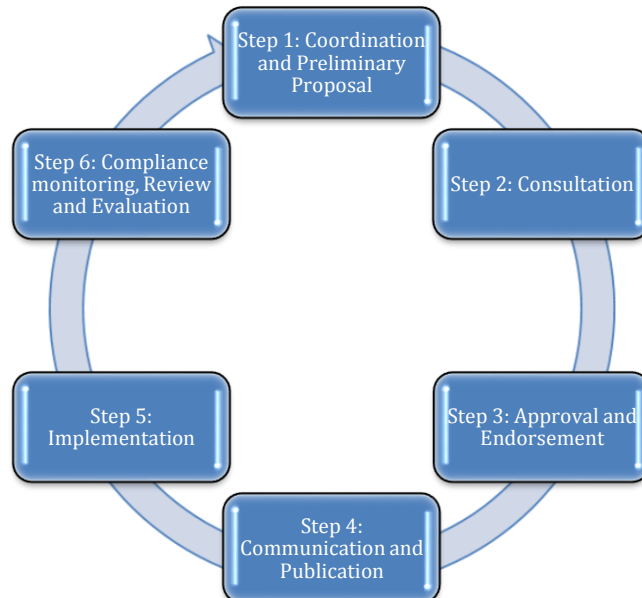 Step 1: Coordination
and Preliminary
Proposal
Step 2: Consultation
Step 3: Approval and
Endorsement
Step 4:
Communication and
Publication
Step 5:
Implementation
Step 6: Compliance
monitoring, Review
and Evaluation